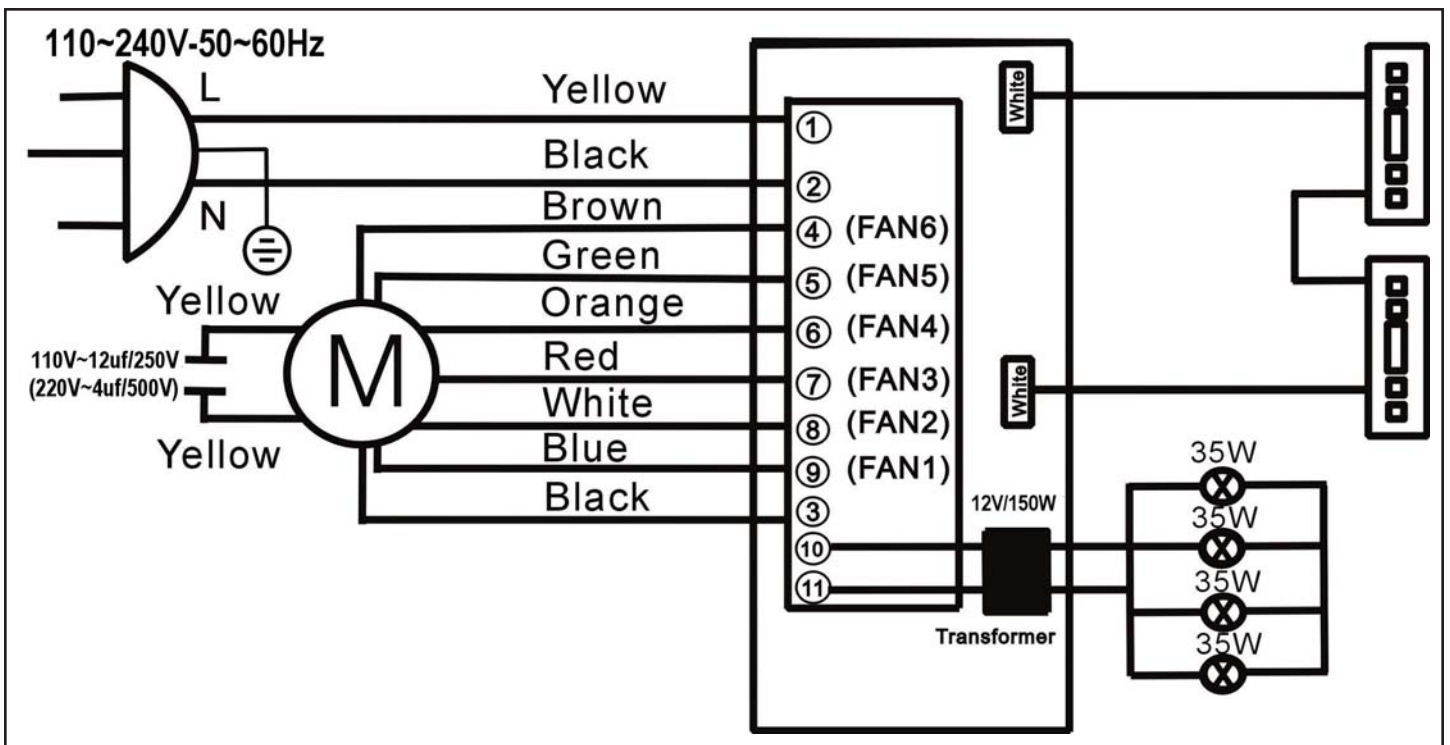 110~240V-50~60Hz
L
N
Yellow
Black
Brown
Green
Orange
Red
White
Blue
Black
Yellow
110V~12uf/250V
(220V~4uf/500V)
Yellow
M
①
②
④ (FAN6)
⑤ (FAN5)
⑥ (FAN4)
⑦ (FAN3)
⑧ (FAN2)
⑨ (FAN1)
③
⑩
⑪
White
White
12V/150W
Transformer
35W
35W
35W
35W